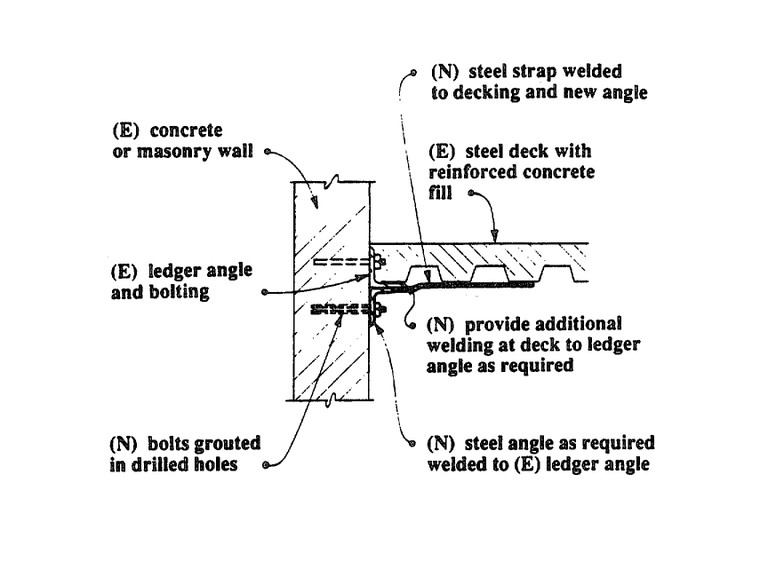 (N) steel strap welded
to decking and new angle
(E) concrete
or masonry wall
(E) steel deck with
reinforced concrete
fill
(E) ledger angle
and bolting
(N) provide additional
welding at deck to ledger
angle as required
(N) bolts grouted
in drilled holes
(N) steel angle as required
welded to (E) ledger angle